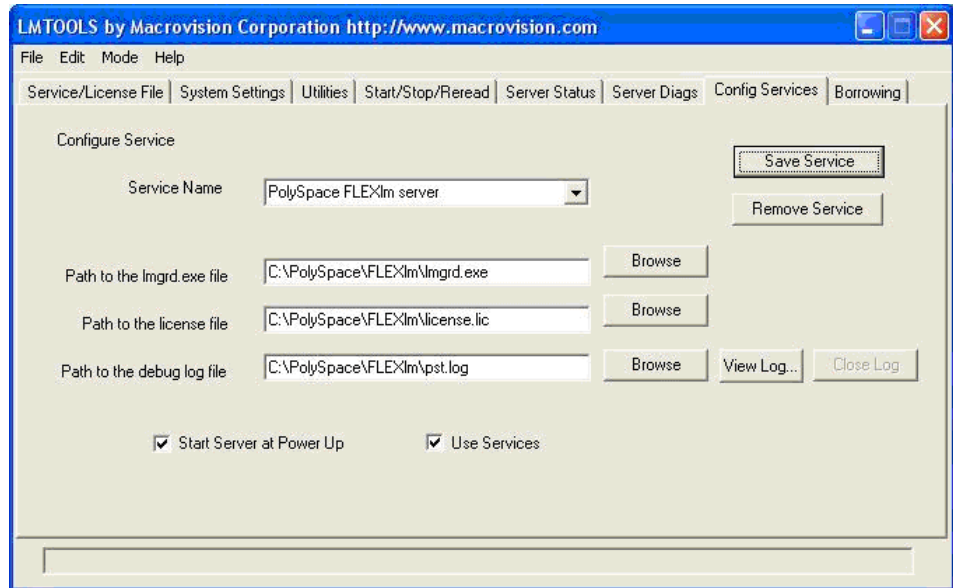 LMTOOLS by Macrovision Corporation http://www.macrovision.com
File Edit Mode Help
Service/License File System Settings Utilities Start/Stop/Reread Server Status Server Diags Config Services Borrowing
Configure Service
Save Service
Service Name PolySpace FLEXlm server
Remove Service
Path to the lmgrd.exe file C:\PolySpace\FLEXlm\lmgrd.exe Browse
Path to the license file C:\PolySpace\FLEXlm\license.lic Browse
Path to the debug log file C:\PolySpace\FLEXlm\pst.log Browse View Log... Close Log
Start Server at Power Up Use Services